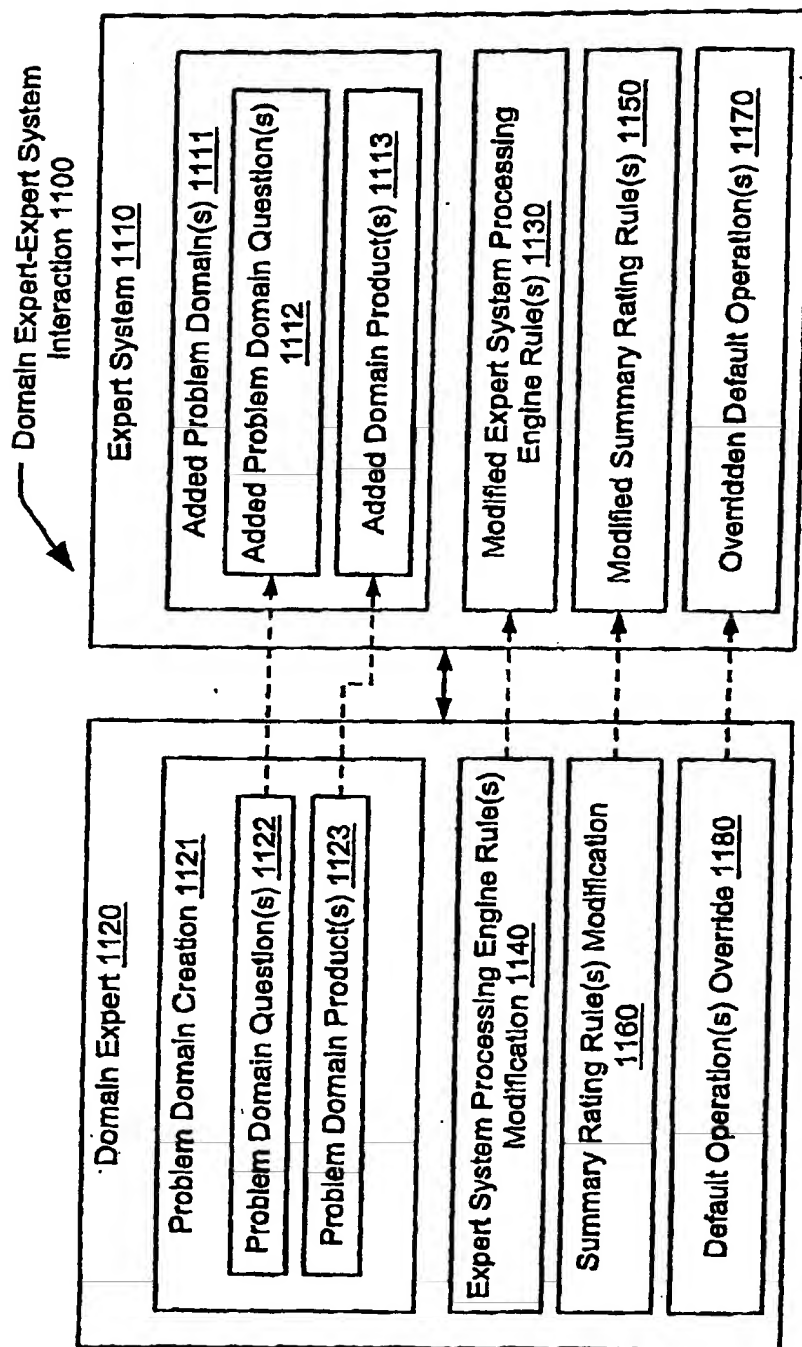 Domain Expert-Expert System
Interaction 1100
Domain Expert 1120
Problem Domain Creation 1121
Problem Domain Question(s) 1122
Problem Domain Product(s) 1123
Expert System Processing Engine Rule(s)
Modification 1140
Summary Rating Rule(s) Modification
1160
Default Operation(s) Override 1180
Expert System 1110
Added Problem Domain(s) 1111
Added Problem Domain Question(s)
1112
Added Domain Product(s) 1113
Modified Expert System Processing
Engine Rule(s) 1130
Modified Summary Rating Rule(s) 1150
Overridden Default Operation(s) 1170